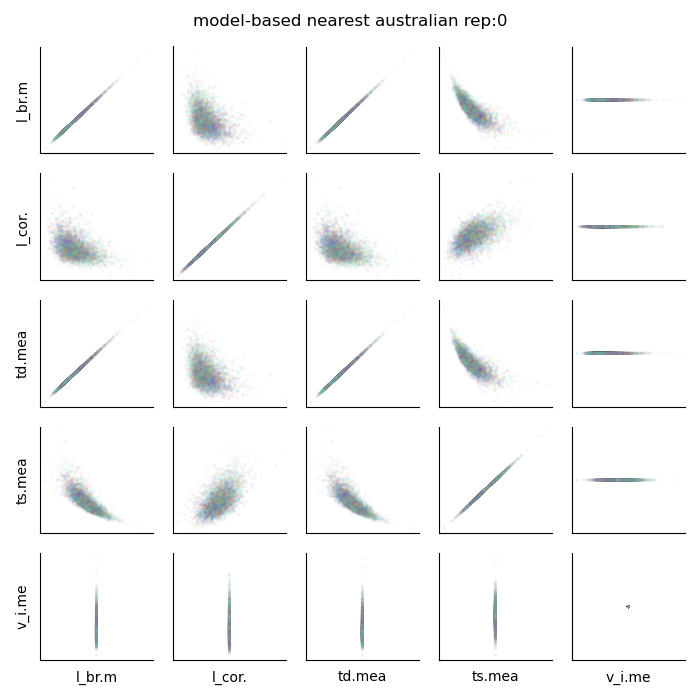 model-based nearest australian rep:0
l_br.m
l_cor.
td.mea
ts.mea
v_i.me
l_br.m l_cor. td.mea ts.mea v_i.me